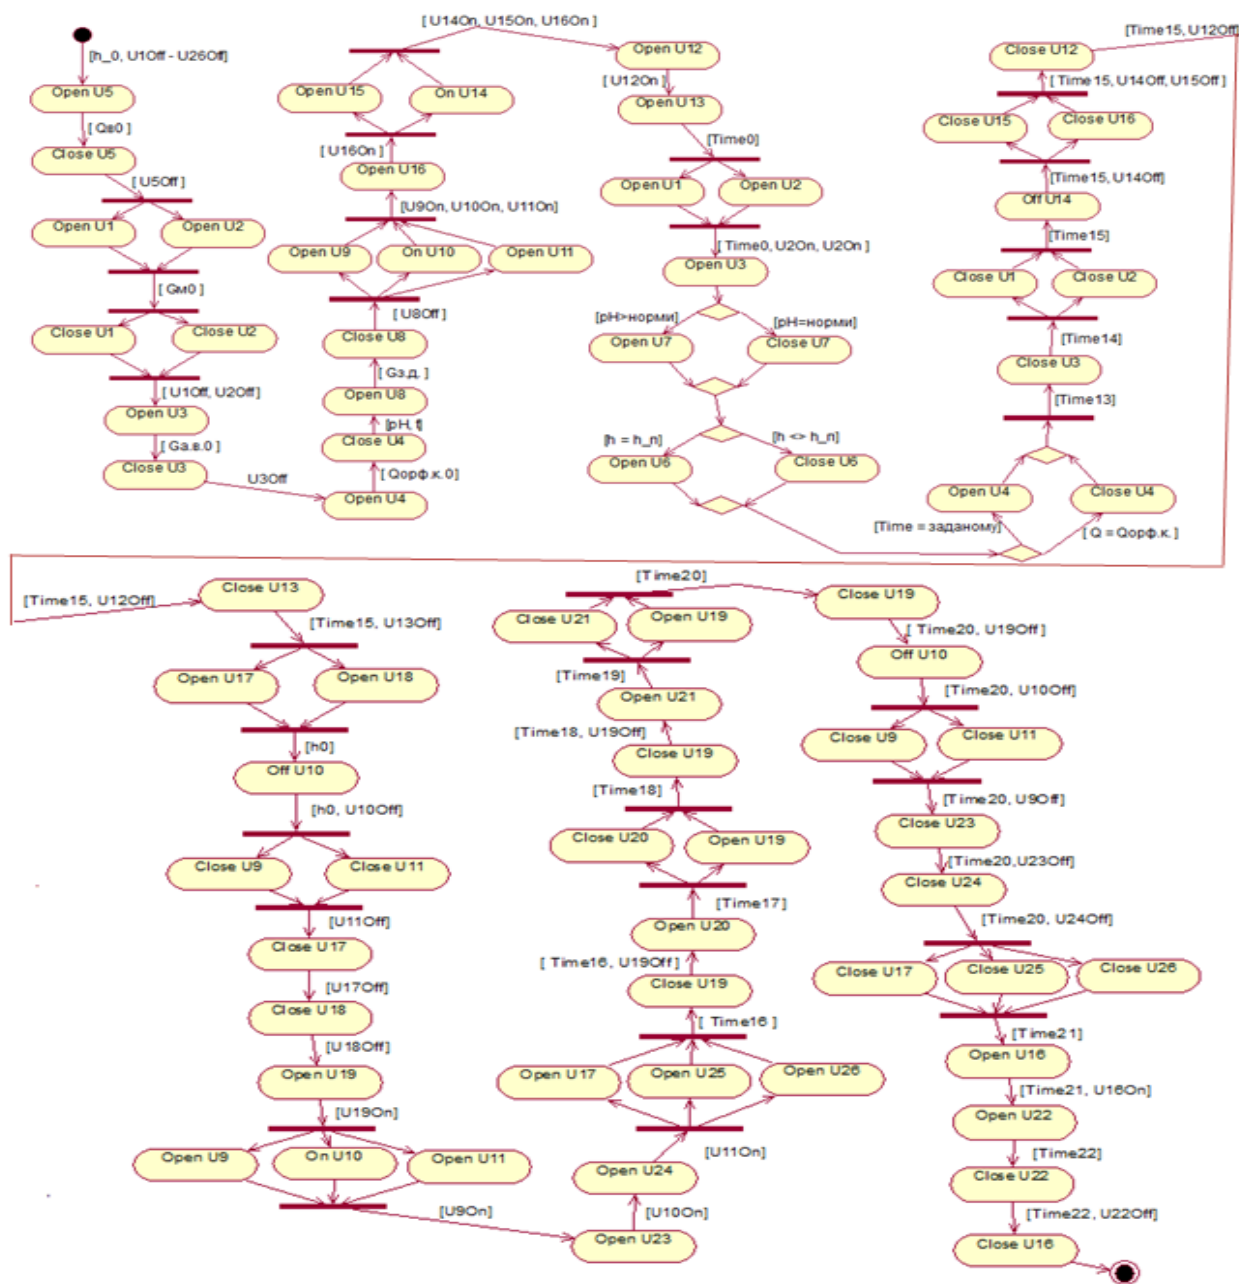 [h_0, U1Off - U26Off]
Open U5
[ Qв0 ]
Close U5
[ U5Off ]
Open U1
Open U2
[ Gм0 ]
Close U1
Close U2
[ U1Off, U2Off ]
Open U3
[ Gа.в.0 ]
Close U3
U3Off
Open U4
[ Qорф.к. 0 ]
Close U4
[pH, t]
Open U8
[ Gз.д. ]
Close U8
[ U8Off ]
Open U9
On U10
Open U11
[U9On, U10On, U11On]
Open U16
[ U16On ]
Open U15
On U14
[ U14On, U15On, U16On ]
Open U12
[ U12On ]
Open U13
[Time0]
Open U1
Open U2
[Time0, U2On, U2On ]
Open U3
[pH>норми]
[pH=норми]
Open U7
Close U7
[h = h_n]
[h <> h_n]
Open U6
Close U6
[Time = заданому]
[ Q = Qорф.к. ]
Open U4
Close U4
[Time13]
Close U3
[Time14]
Close U1
Close U2
[Time15]
Off U14
[Time15, U14Off]
Close U15
Close U16
[ Time15, U14Off, U15Off ]
Close U12
[Time15, U12Off]
[Time15, U12Off]
Close U13
[Time15, U13Off]
Open U17
Open U18
[h0]
Off U10
[h0, U10Off]
Close U9
Close U11
[U11Off]
Close U17
[U17Off]
Close U18
[U18Off]
Open U19
[U19On]
Open U9
On U10
Open U11
[U9On]
Open U23
[U10On]
Open U24
[U11On]
Open U17
Open U25
Open U26
[ Time16 ]
Close U19
[ Time16, U19Off]
Open U20
[Time17]
Close U20
Open U19
[Time18]
Close U19
[Time18, U19Off]
Open U21
[Time19]
Close U21
Open U19
[Time20]
Close U19
[ Time20, U19Off]
Off U10
[Time20, U10Off]
Close U9
Close U11
[Time20, U9Off]
Close U23
[Time20,U23Off]
Close U24
[Time20, U24Off]
Close U17
Close U25
Close U26
[Time21]
Open U16
[Time21, U16On]
Open U22
[Time22]
Close U22
[Time22, U22Off]
Close U16